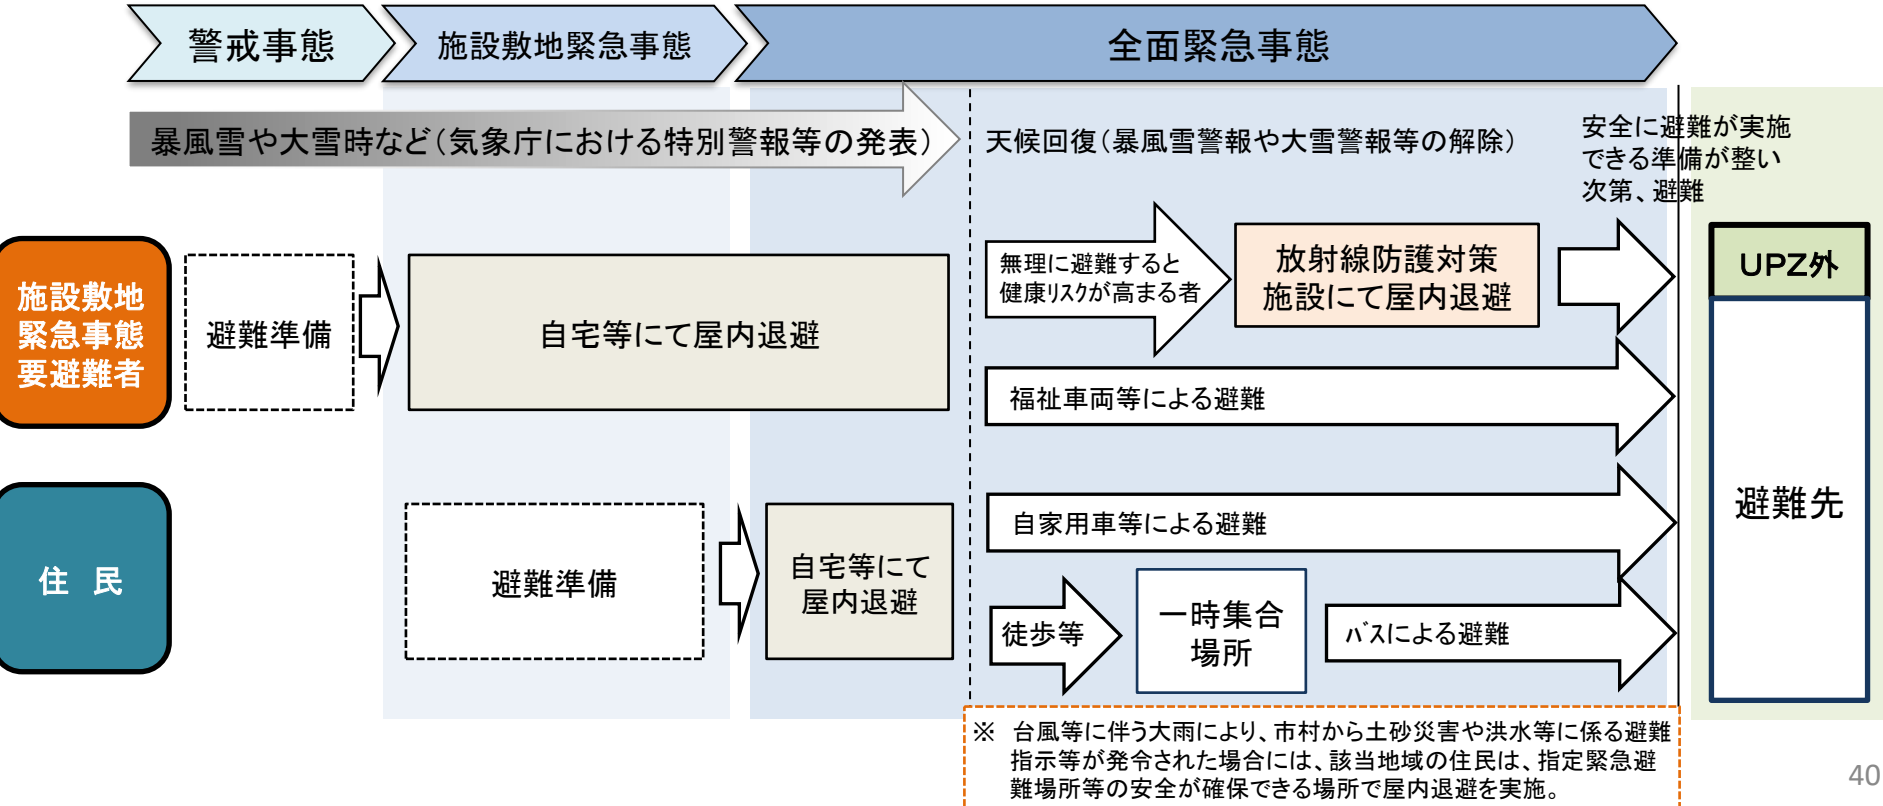 警戒事態
施設敷地緊急事態
全面緊急事態
暴風雪や大雪時など(気象庁における特別警報等の発表)
天候回復(暴風雪警報や大雪警報等の解除)
安全に避難が実施
できる準備が整い
次第、避難
施設敷地
緊急事態
要避難者
避難準備
自宅等にて屋内退避
無理に避難すると
健康リスクが高まる者
放射線防護対策
施設にて屋内退避
福祉車両等による避難
UPZ外
避難先
住 民
避難準備
自宅等にて
屋内退避
自家用車等による避難
徒歩等
一時集合
場所
バスによる避難
※ 台風等に伴う大雨により、市村から土砂災害や洪水等に係る避難
指示等が発令された場合には、該当地域の住民は、指定緊急避
難場所等の安全が確保できる場所で屋内退避を実施。
40